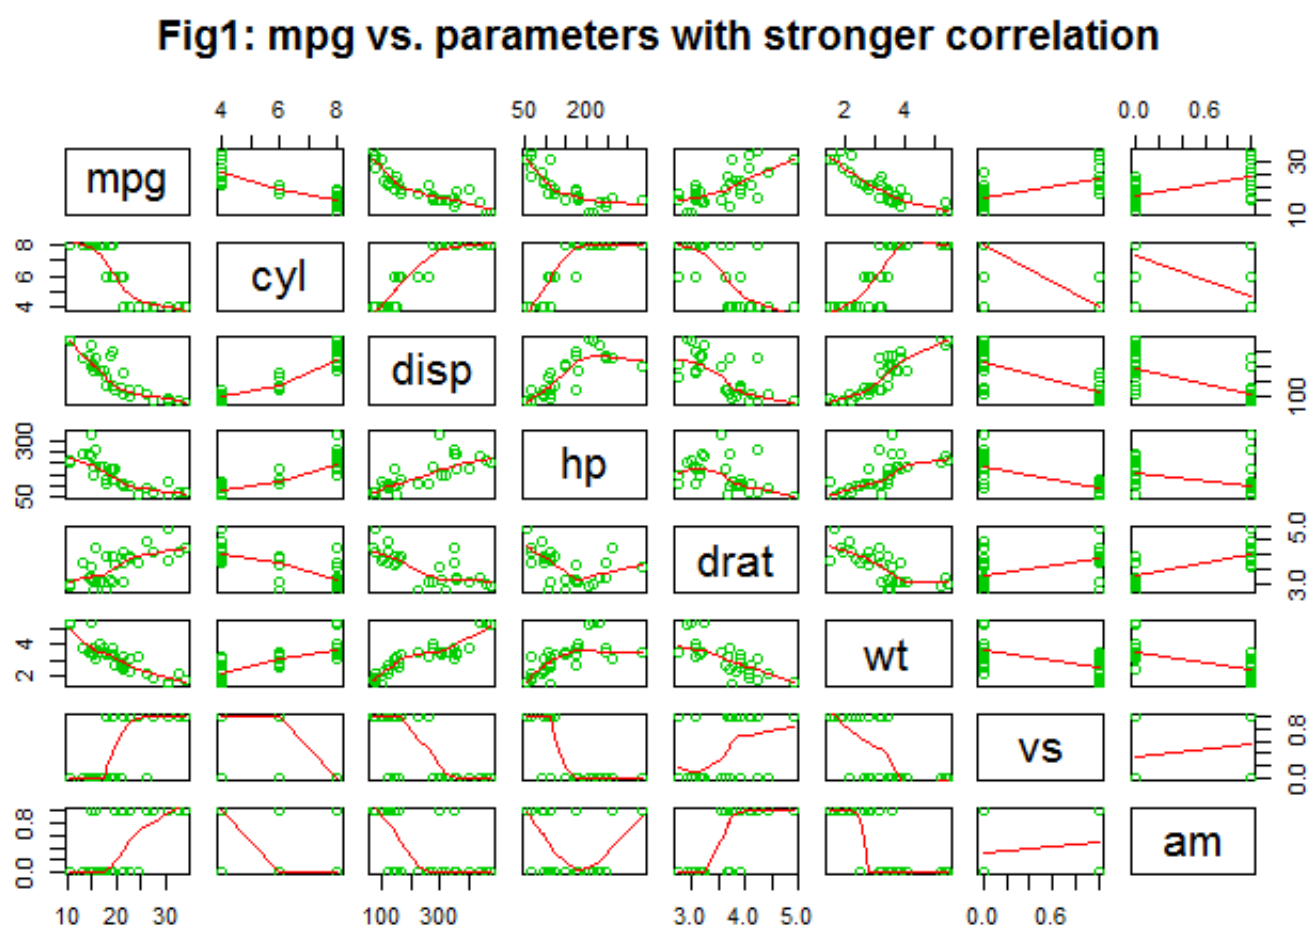 Fig1: mpg vs. parameters with stronger correlation
4 6 8 50 200 2 4 0.0 0.6
mpg 10 30
4 6 8 cyl
disp 100
50 300 hp
drat 3.0 5.0
2 4 wt
vs 0.0 0.8
0.0 0.8 am
10 20 30 100 300 3.0 4.0 5.0 0.0 0.6